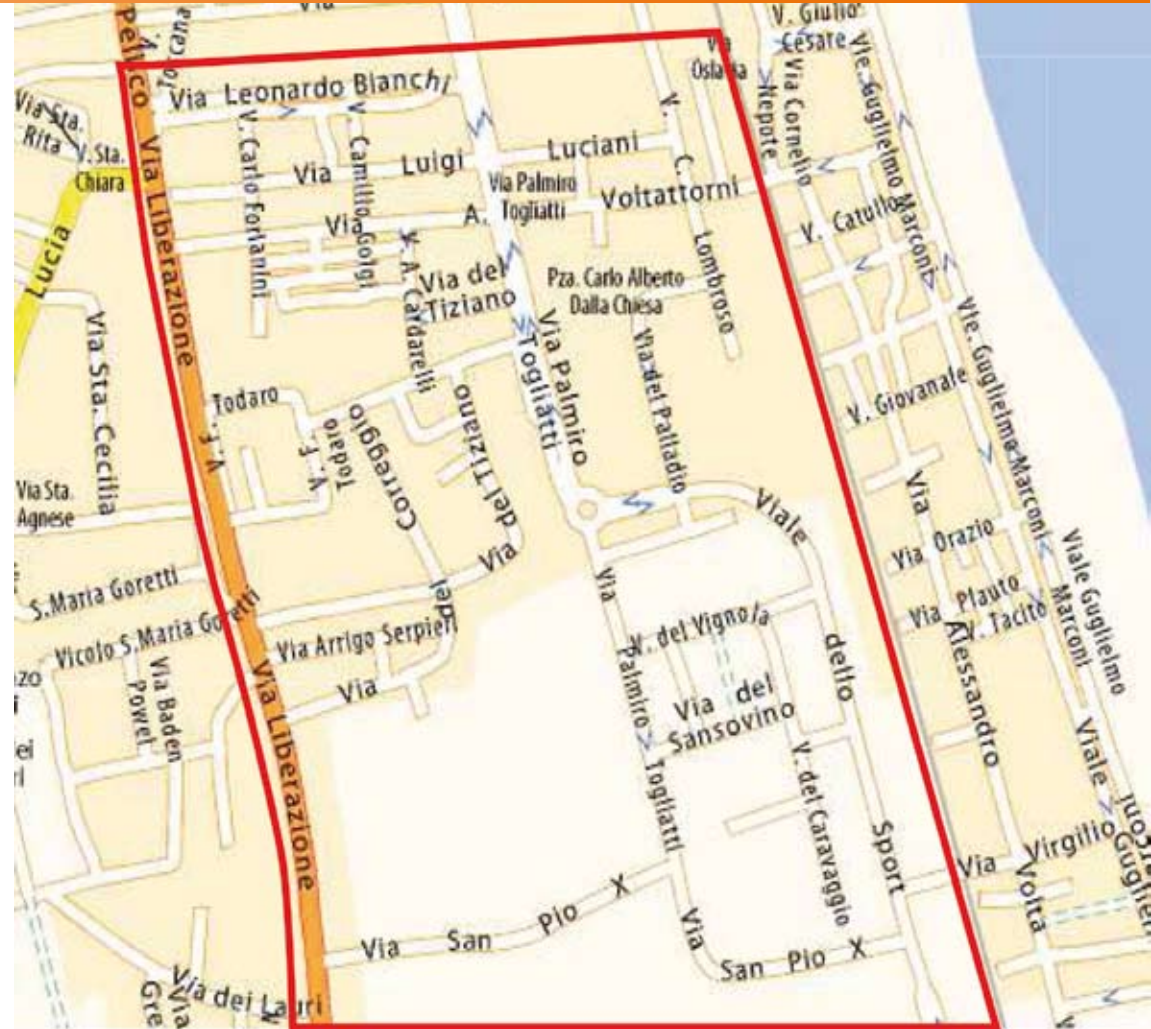 Via
Pellico
V. Toscana
V. Giulio
Cesare
Via
Oslavia
Nepote
Via Cornelio
Vle. Guglielmo Marconi
Via Leonardo Bianchi
Via Sta.
Rita
V. Sta.
Chiara
Via Liberazione
V. Carlo Forlanini
V. Camillo Golgi
Via Luigi Luciani
V. C. Lombroso
Via Palmiro
Togliatti
Via A. Voltattorni
V. Catullo
Lucia
V. A. Cardarelli
Via del
Tiziano
Pza. Carlo Alberto
Dalla Chiesa
Via Palmiro
Togliatti
Via del Palladio
Vle. Guglielmo Marconi
V. Giovanale
Via Sta. Cecilia
Todaro
V. F.
V. F.
Todaro
Correggio
del Tiziano
Via Sta.
Agnese
Viale
Via
Via Orazio
Viale Guglielmo
Marconi
S.Maria Goretti
Via
del
Via
Via Plauto
V. Tacito
Vicolo S.Maria Goretti
Via Arrigo Serpieri
V. del Vignola
dello
Alessandro
Via Baden
Powel
Via Liberazione
Via
Palmiro Togliatti
Via del
Sansovino
V. del Caravaggio
Viale
Sport
Via Virgilio
Volta
Via San Pio X
Via
San Pio X
Via dei Lauri
Via
Gre